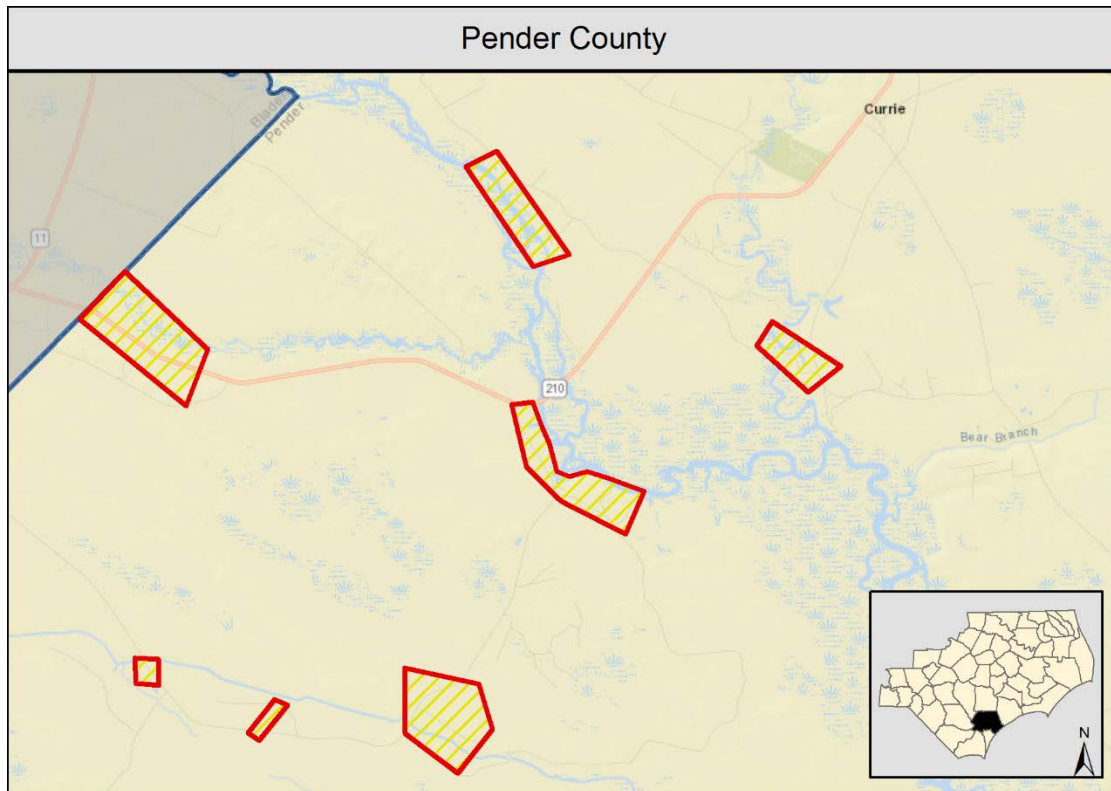 Pender County
Bladen
Pender
Currie
11
210
Bear Branch
N